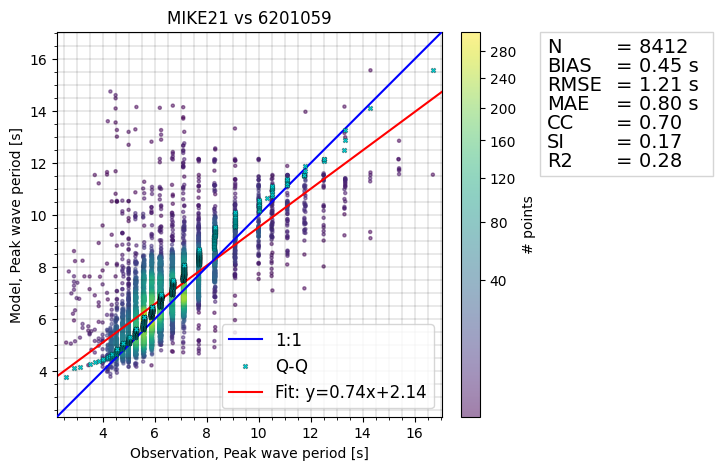 MIKE21 vs 6201059
16
14
12
10
8
6
4
Model, Peak wave period [s]
4 6 8 10 12 14 16
Observation, Peak wave period [s]
1:1
Q-Q
Fit: y=0.74x+2.14
280
240
200
160
120
80
40
# points
N = 8412
BIAS = 0.45 s
RMSE = 1.21 s
MAE = 0.80 s
CC = 0.70
SI = 0.17
R2 = 0.28